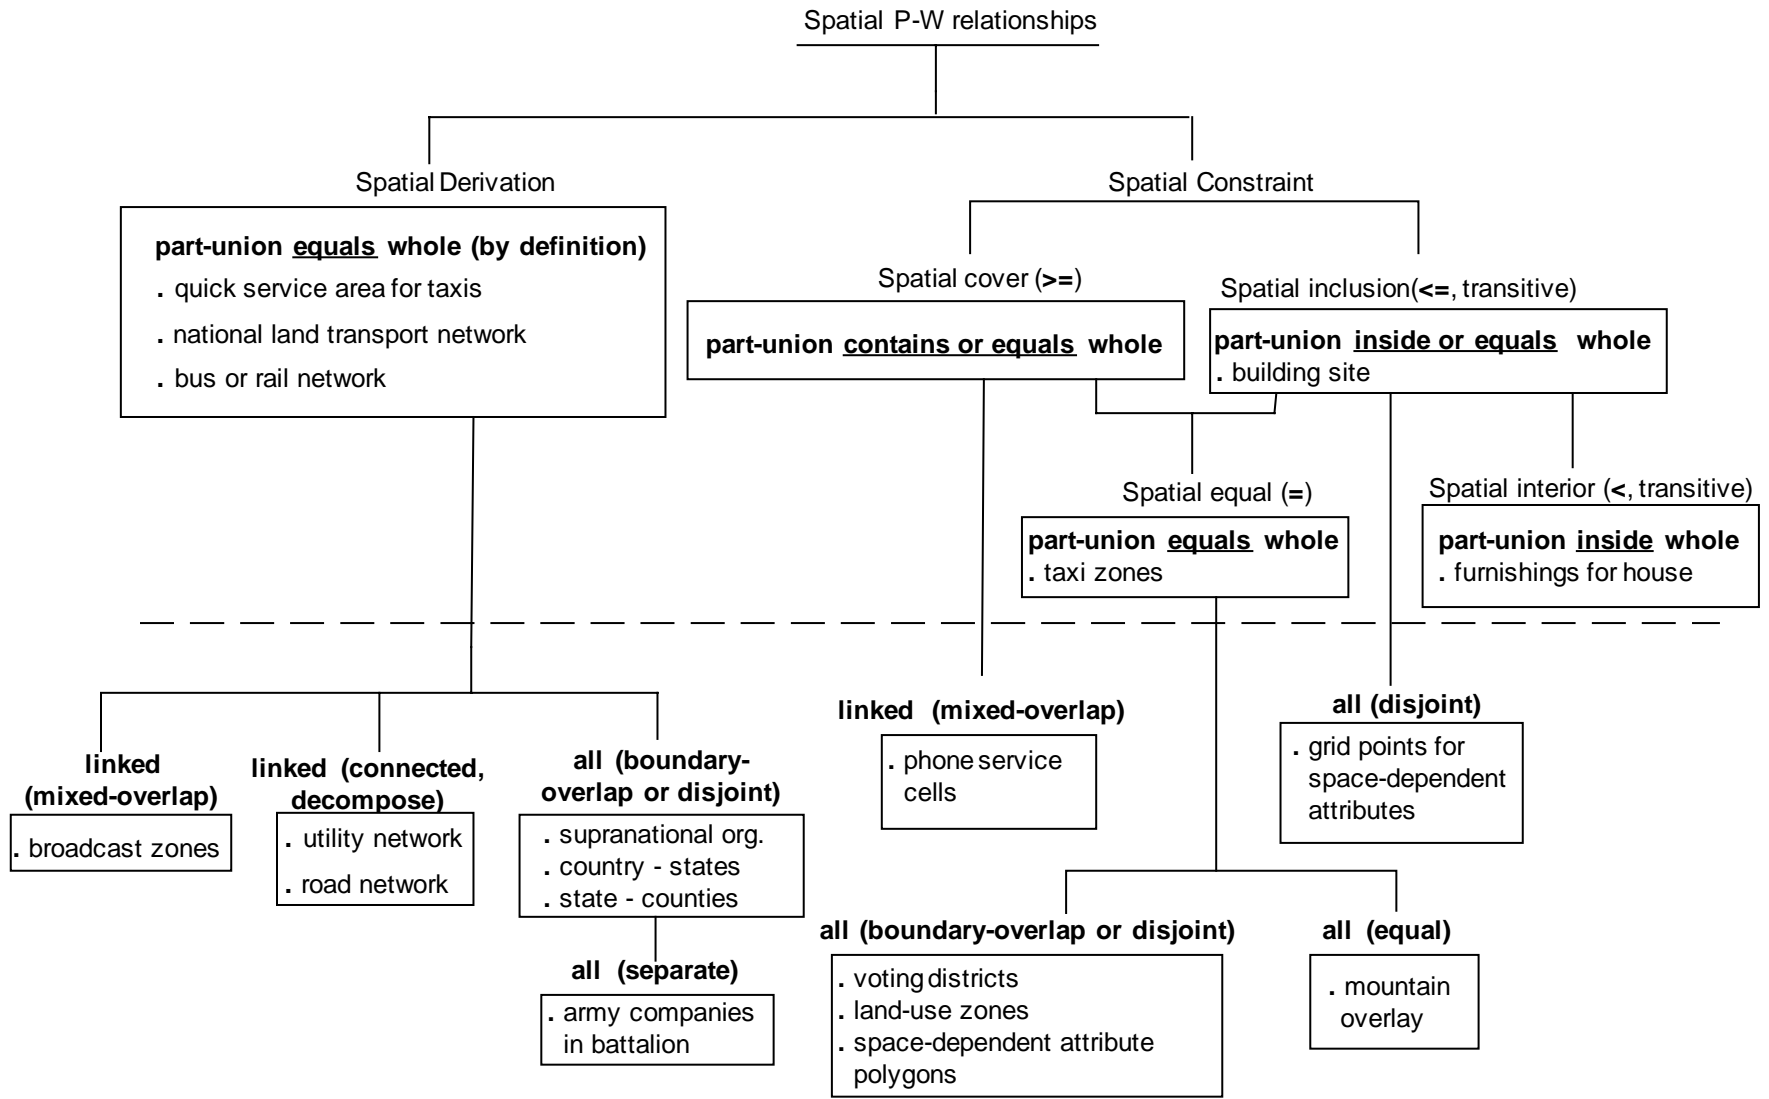 Spatial P-W relationships
Spatial Derivation
part-union equals whole (by definition)
. quick service area for taxis
. national land transport network
. bus or rail network
Spatial Constraint
Spatial cover (>=)
part-union contains or equals whole
Spatial inclusion(<=, transitive)
part-union inside or equals whole
. building site
Spatial equal (=)
part-union equals whole
. taxi zones
Spatial interior (<, transitive)
part-union inside whole
. furnishings for house
linked
(mixed-overlap)
. broadcast zones
linked (connected,
decompose)
. utility network
. road network
all (boundary-
overlap or disjoint)
. supranational org.
. country - states
. state - counties
all (separate)
. army companies
in battalion
linked (mixed-overlap)
. phone service
cells
all (disjoint)
. grid points for
space-dependent
attributes
all (boundary-overlap or disjoint)
. voting districts
. land-use zones
. space-dependent attribute
polygons
all (equal)
. mountain
overlay